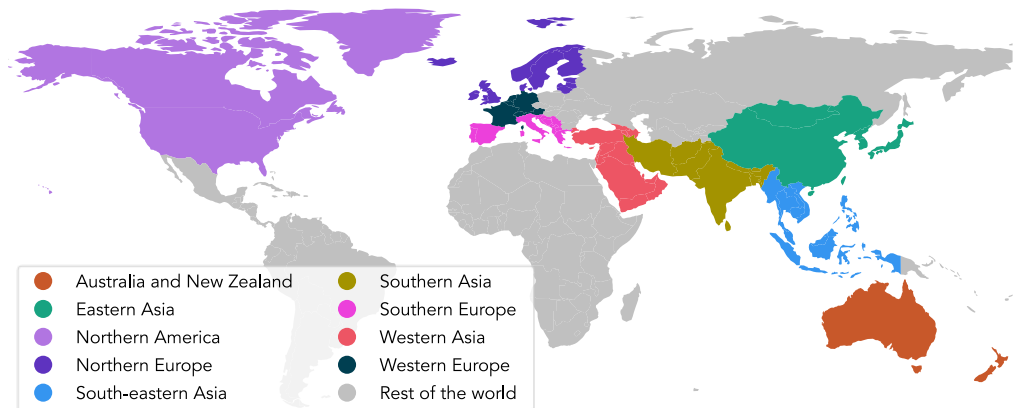 Australia and New Zealand
Eastern Asia
Northern America
Northern Europe
South-eastern Asia
Southern Asia
Southern Europe
Western Asia
Western Europe
Rest of the world